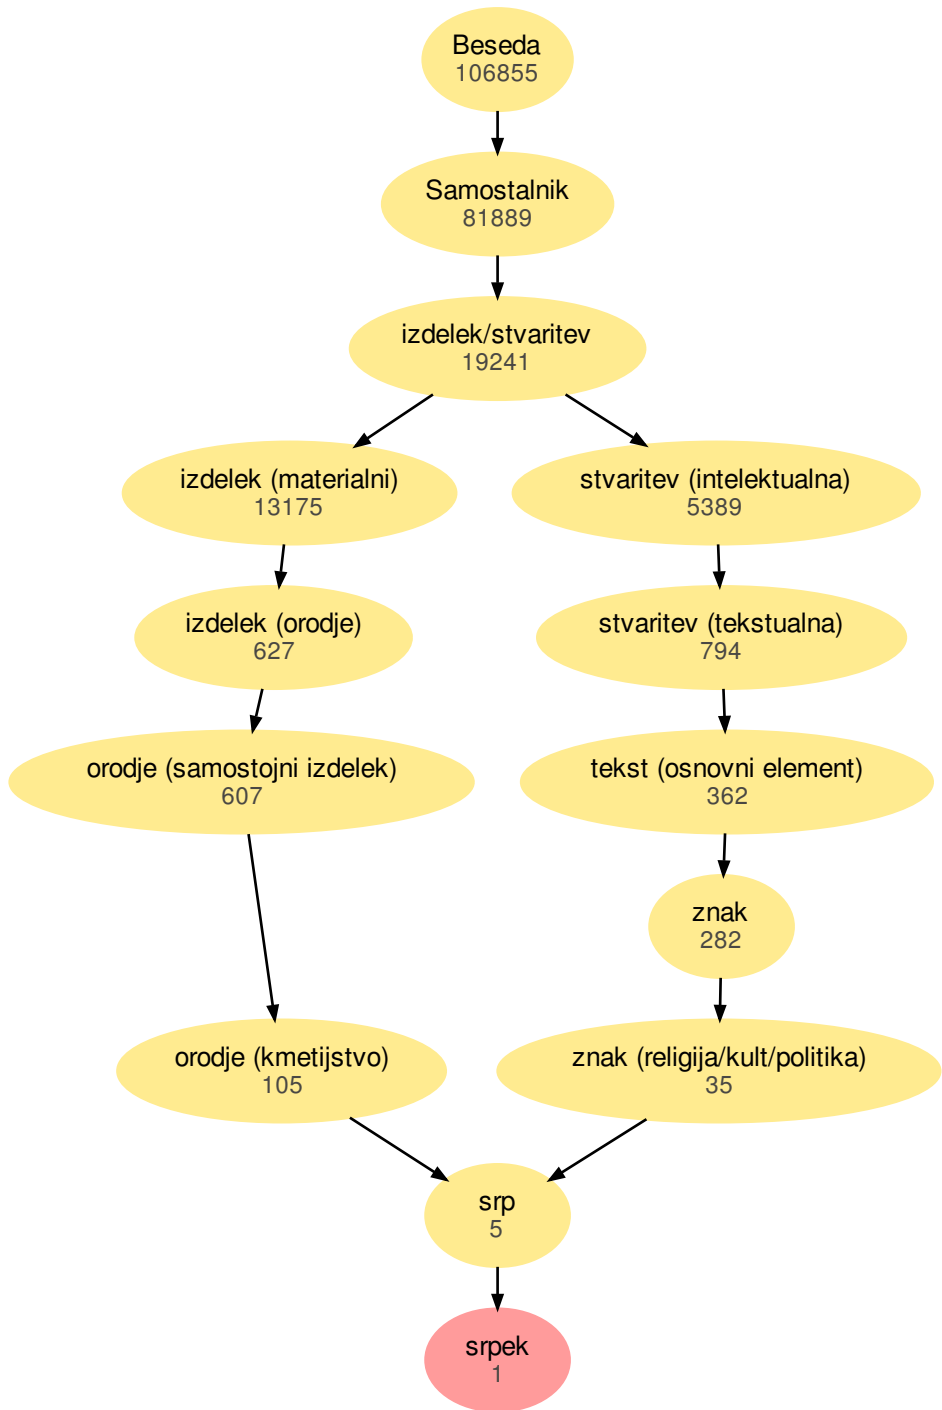 Beseda
106855
Samostalnik
81889
izdelek/stvaritev
19241
izdelek (materialni)
13175
stvaritev (intelektualna)
5389
izdelek (orodje)
627
stvaritev (tekstualna)
794
orodje (samostojni izdelek)
607
tekst (osnovni element)
362
znak
282
orodje (kmetijstvo)
105
znak (religija/kult/politika)
35
srp
5
srpek
1